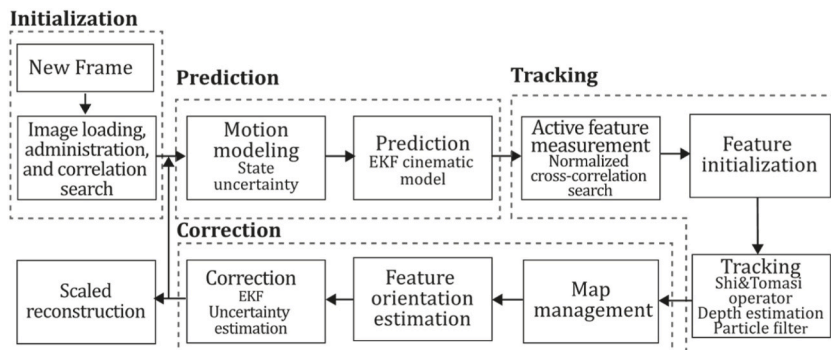 Initialization
New Frame
Image loading,
administration,
and correlation
search
Prediction
Motion
modeling
State
uncertainty
Prediction
EKF cinematic
model
Tracking
Active feature
measurement
Normalized
cross-correlation
search
Feature
initialization
Tracking
Shi&Tomasi
operator
Depth estimation
Particle filter
Correction
Map
management
Feature
orientation
estimation
Correction
EKF
Uncertainty
estimation
Scaled
reconstruction